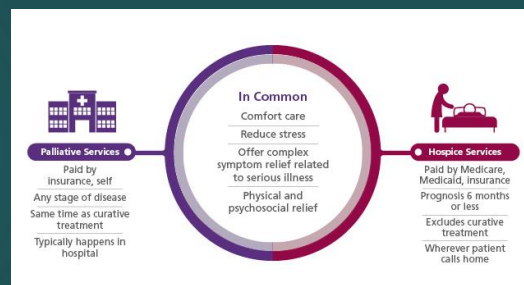 Palliative Services
Paid by
insurance, self
Any stage of disease
Same time as curative
treatment
Typically happens in
hospital
In Common
Comfort care
Reduce stress
Offer complex
symptom relief related
to serious illness
Physical and
psychosocial relief
Hospice Services
Paid by Medicare,
Medicaid, insurance
Prognosis 6 months
or less
Excludes curative
treatment
Wherever patient
calls home